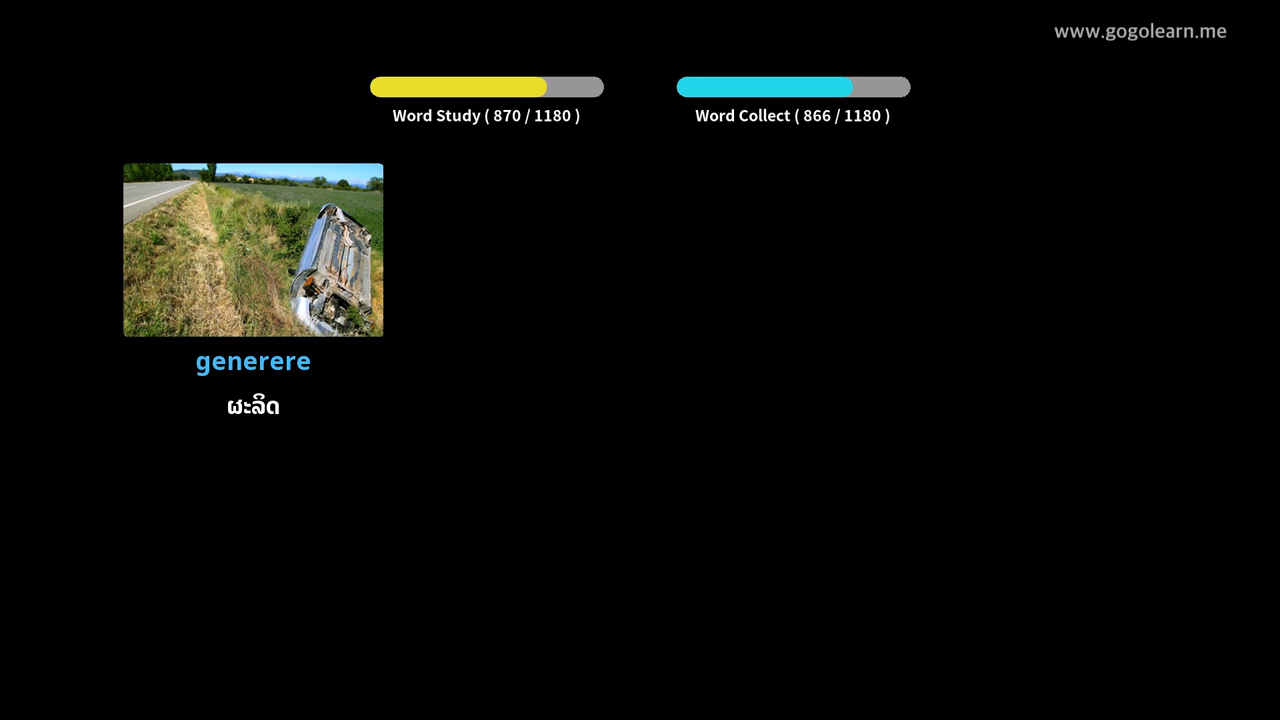 www.gogolearn.me
Word Study ( 870 / 1180 )
Word Collect ( 866 / 1180 )
generere
ຜະລິດ